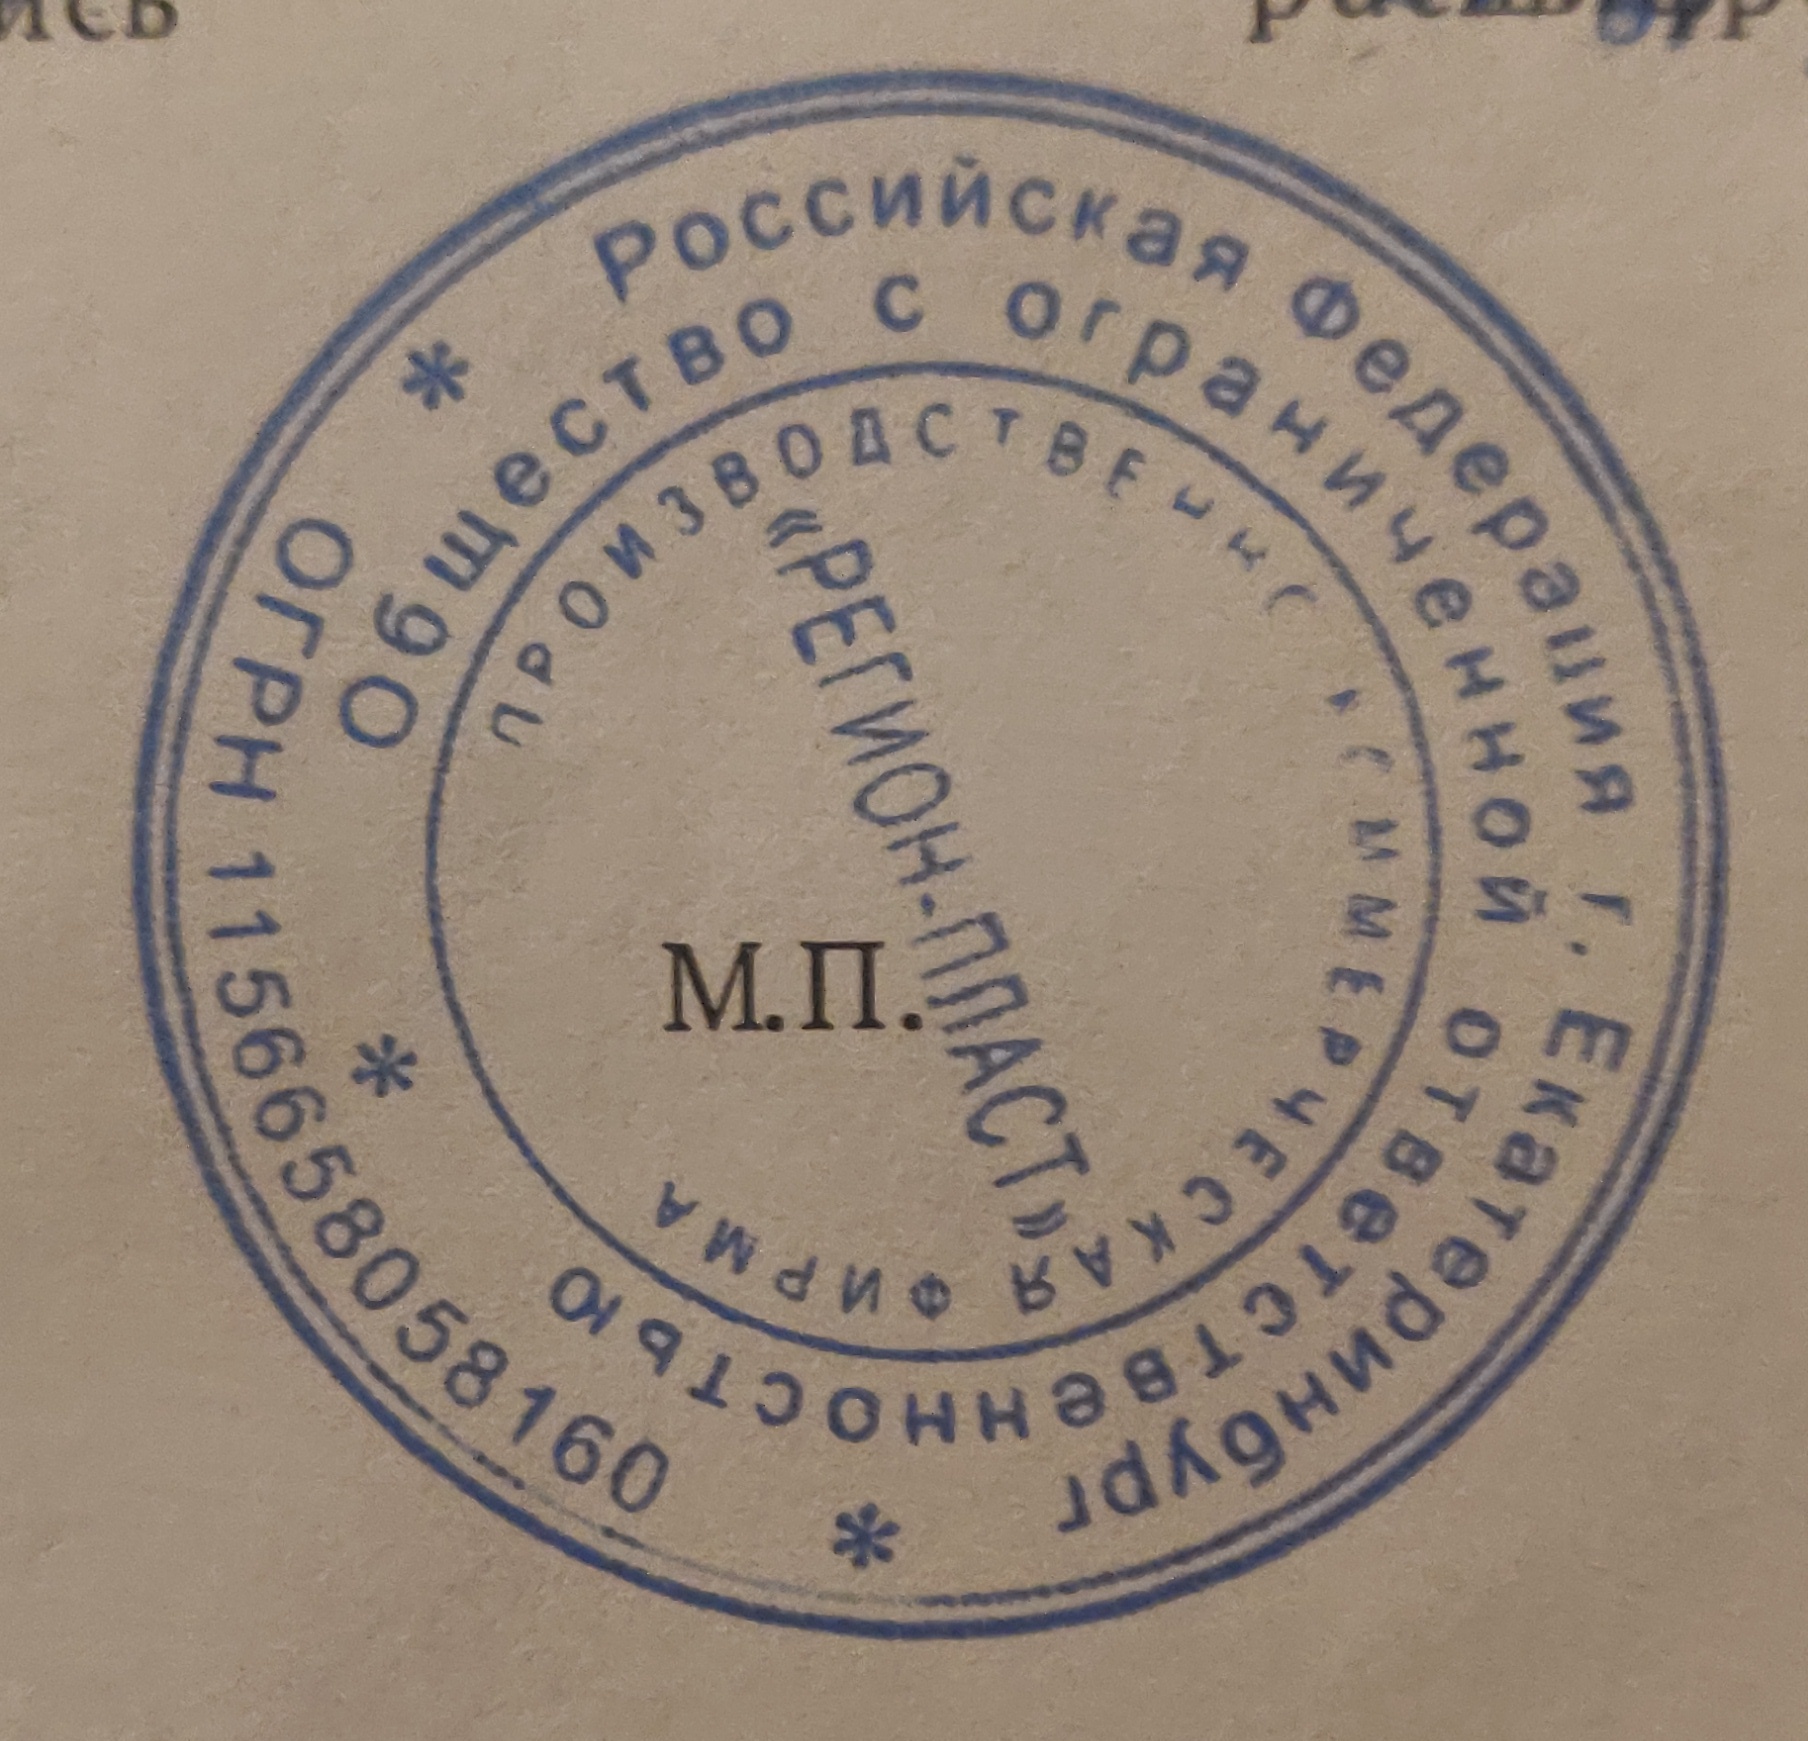 * Российская Федерация г. Екатеринбург *
ОГРН 1156658058160
Общество с ограниченной ответственностью *
ПРОИЗВОДСТВЕННО КОММЕРЧЕСКАЯ ФИРМА
«РЕГИОН-ПЛАСТ»
М.П.